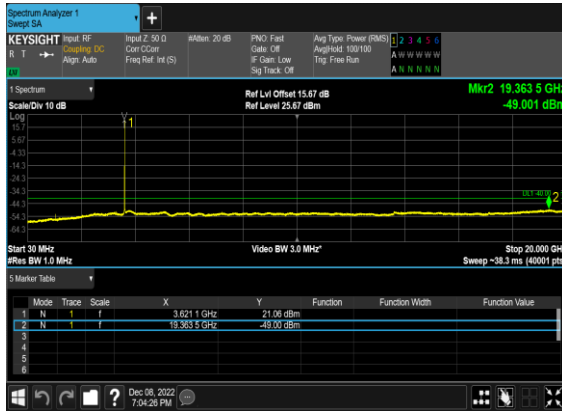 Spectrum Analyzer 1
Swept SA
+
KEYSIGHT Input: RF Input Z: 50 Ω #Atten: 20 dB PNO: Fast Avg Type: Power (RMS) 1 2 3 4 5 6
R T Coupling: DC Corr CCorr Gate: Off Avg|Hold: 100/100 A W W W W W
Align: Auto Freq Ref: Int (S) IF Gain: Low Trig: Free Run
LXI Sig Track: Off A N N N N N
1 Spectrum Ref Lvl Offset 15.67 dB Mkr2 19.363 5 GHz
Scale/Div 10 dB Ref Level 25.67 dBm -49.001 dBm
Log
15.7
5.67
-4.33
-14.3
-24.3
-34.3
-44.3
-54.3
-64.3
1
2
Start 30 MHz Video BW 3.0 MHz* Stop 20.000 GHz
#Res BW 1.0 MHz Sweep ~38.3 ms (40001 pts)
5 Marker Table
Mode Trace Scale X Y Function Function Width Function Value
1 N 1 f 3.621 1 GHz 21.06 dBm
2 N 1 f 19.363 5 GHz -49.00 dBm
3
4
5
6
? Dec 08, 2022
7:04:26 PM